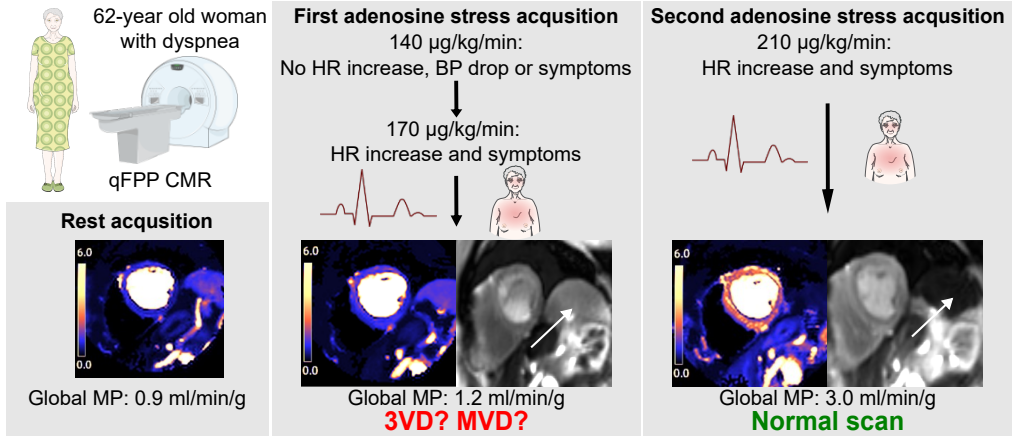 62-year old woman
with dyspnea
qFPP CMR
Rest acqusition
6.0
0.0
Global MP: 0.9 ml/min/g
First adenosine stress acqusition
140 µg/kg/min:
No HR increase, BP drop or symptoms
170 µg/kg/min:
HR increase and symptoms
6.0
0.0
Global MP: 1.2 ml/min/g
3VD? MVD?
Second adenosine stress acqusition
210 µg/kg/min:
HR increase and symptoms
6.0
0.0
Global MP: 3.0 ml/min/g
Normal scan